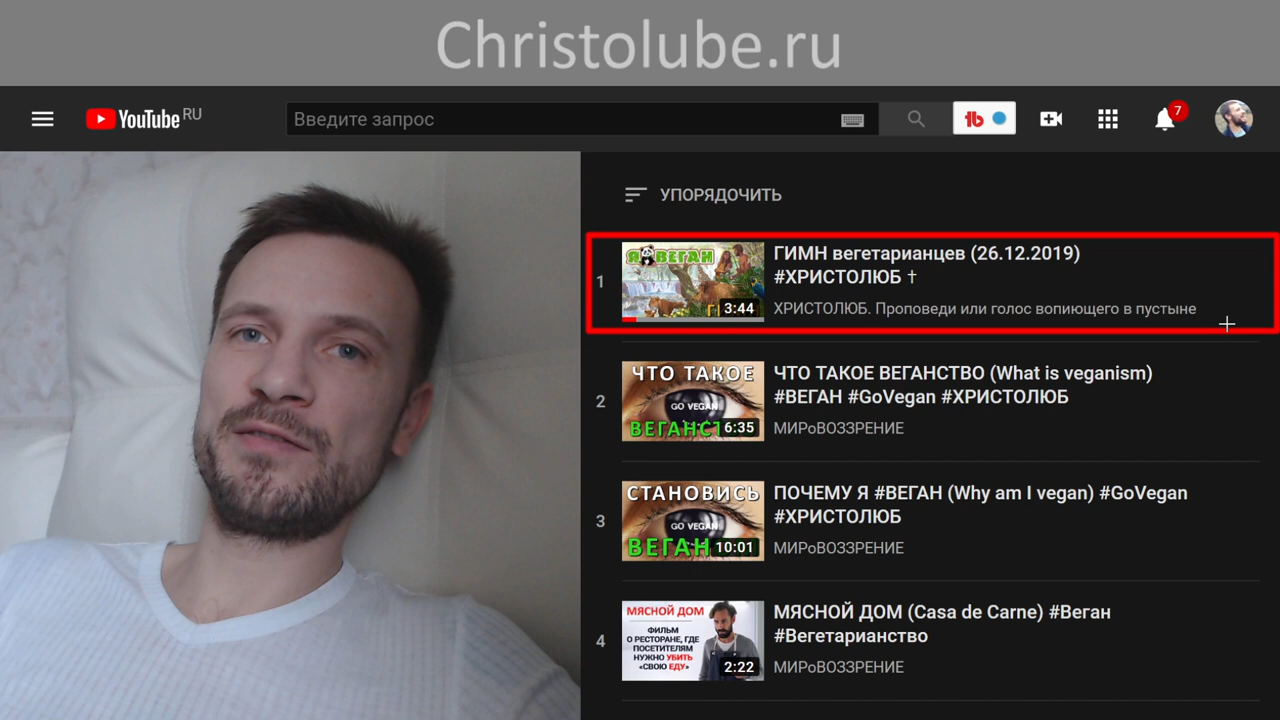 Christolube.ru
YouTube RU
Введите запрос
7
УПОРЯДОЧИТЬ
1
Я ВЕГАН
3:44
ГИМН вегетарианцев (26.12.2019)
#ХРИСТОЛЮБ †
ХРИСТОЛЮБ. Проповеди или голос вопиющего в пустыне
2
ЧТО ТАКОЕ
GO VEGAN
6:35
ЧТО ТАКОЕ ВЕГАНСТВО (What is veganism)
#ВЕГАН #GoVegan #ХРИСТОЛЮБ
МИРоВОЗЗРЕНИЕ
3
СТАНОВИСЬ
GO VEGAN
ВЕГАН
10:01
ПОЧЕМУ Я #ВЕГАН (Why am I vegan) #GoVegan
#ХРИСТОЛЮБ
МИРоВОЗЗРЕНИЕ
4
МЯСНОЙ ДОМ
ФИЛЬМ
О РЕСТОРАНЕ, ГДЕ
ПОСЕТИТЕЛЯМ
НУЖНО УБИТЬ
«СВОЮ ЕДУ»
2:22
МЯСНОЙ ДОМ (Casa de Carne) #Веган
#Вегетарианство
МИРоВОЗЗРЕНИЕ